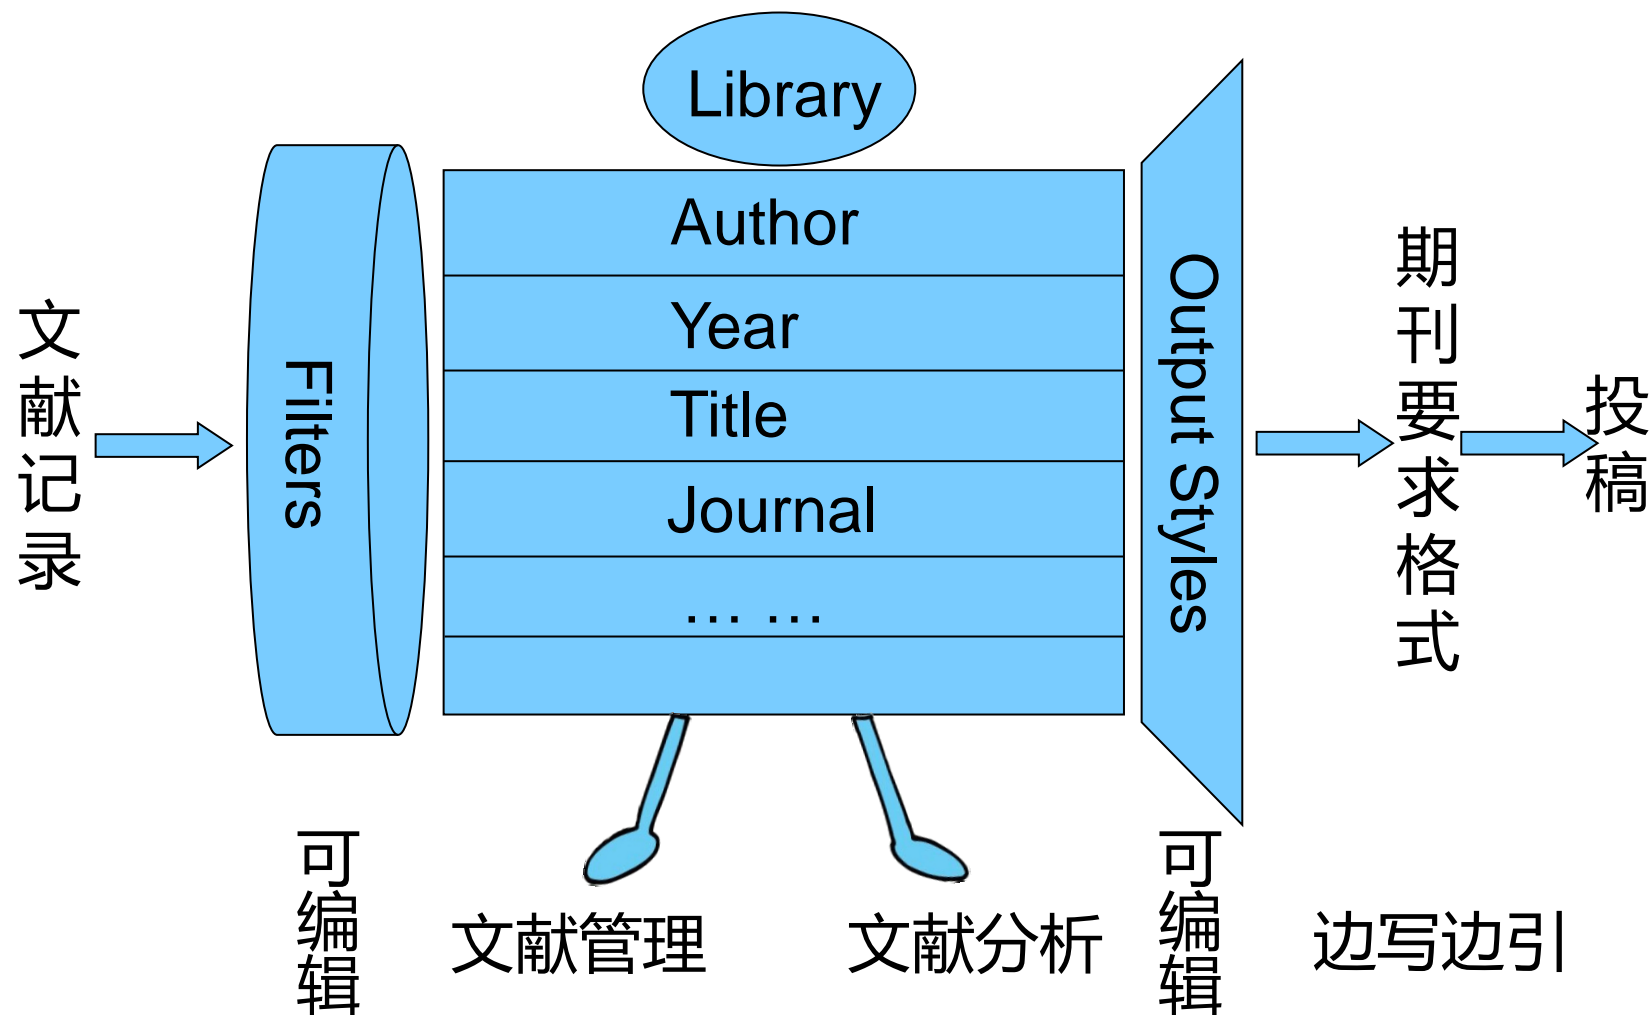 Library
文献记录
Filters
Author
Year
Title
Journal
… …
Output Styles
期刊要求格式
投稿
可编辑
文献管理
文献分析
可编辑
边写边引